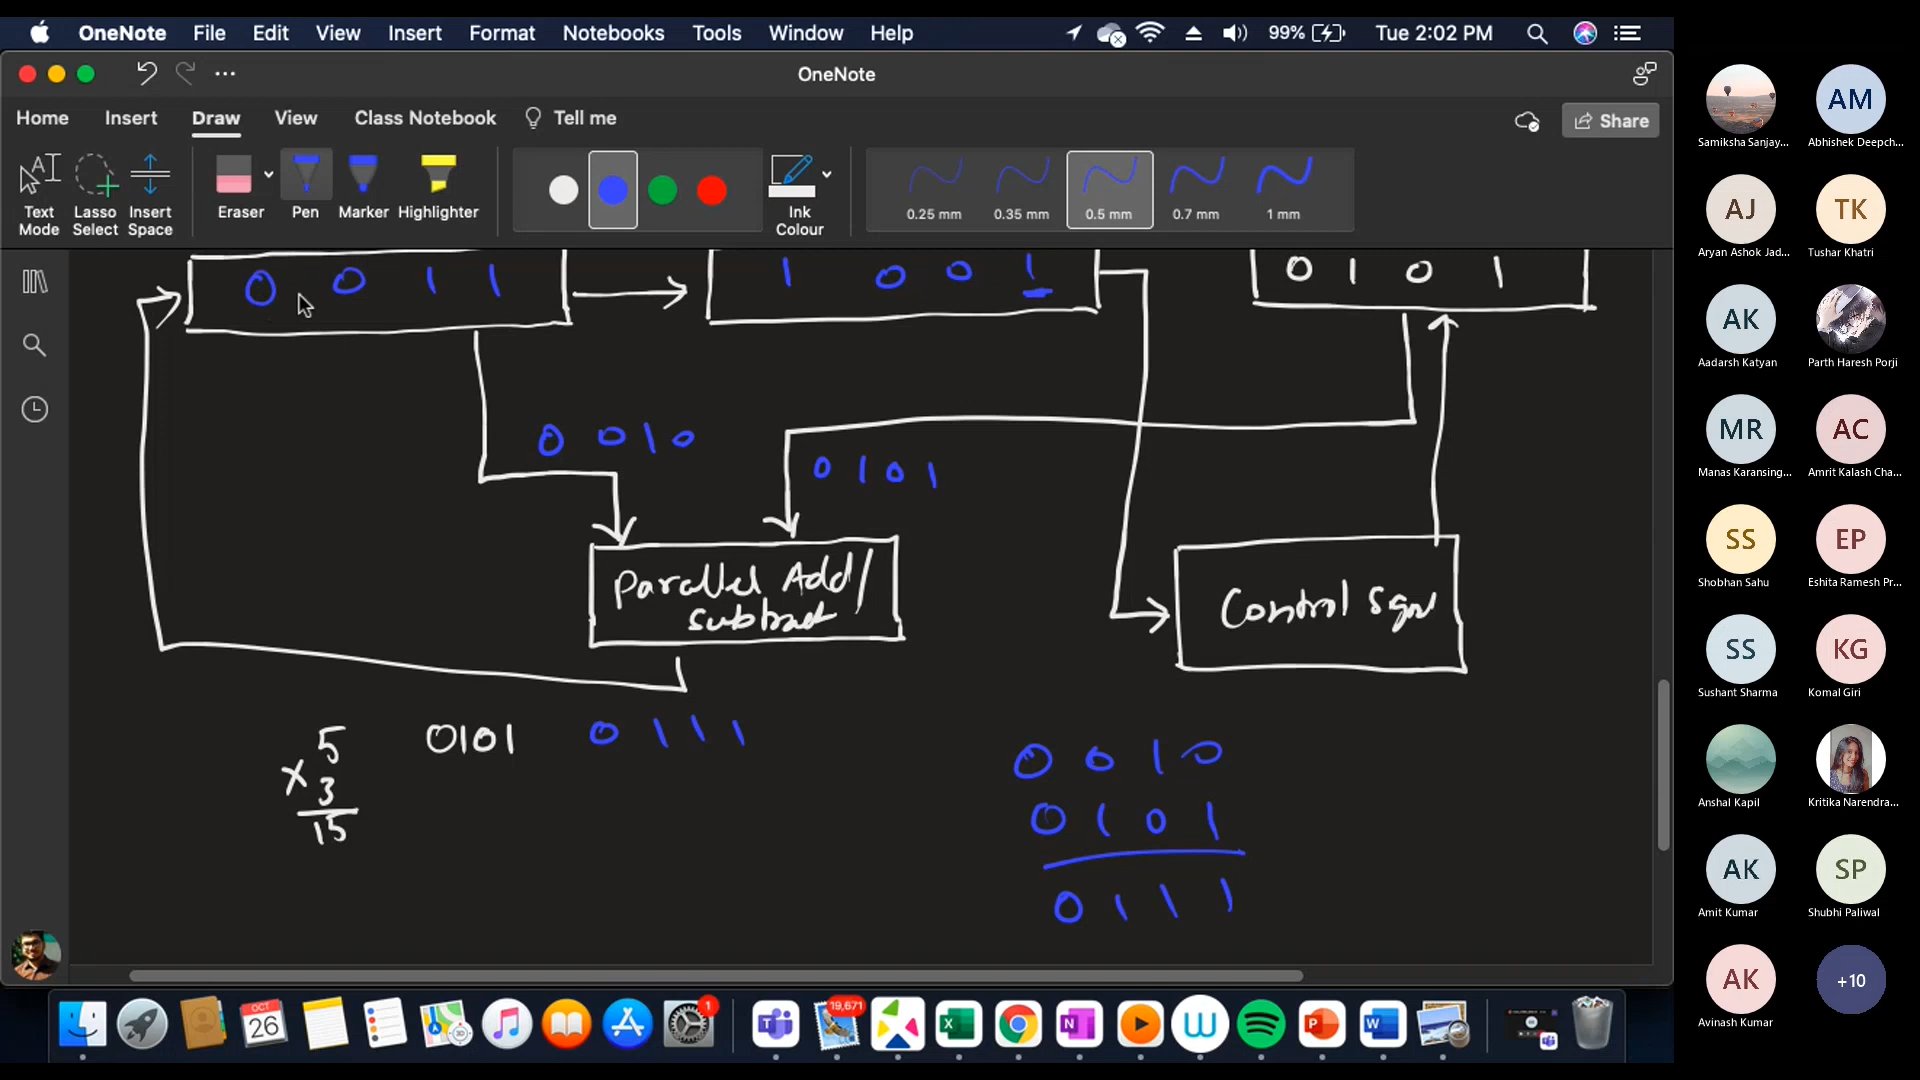 OneNote File Edit View Insert Format Notebooks Tools Window Help 99% Tue 2:02 PM
OneNote
Home Insert Draw View Class Notebook Tell me Share
Text Mode Lasso Select Insert Space Eraser Pen Marker Highlighter Ink Colour 0.25 mm 0.35 mm 0.5 mm 0.7 mm 1 mm
0 0 1 1 1 0 0 1 0 1 0 1
0 0 1 0
0 1 0 1
Parallel Add/
Subtract
Control
5 0101 0 1 1 1
× 3
15
0 0 1 0
0 1 0 1
0 1 1 1
OCT
26
1
19,671
AM
Samiksha Sanjay... Abhishek Deepch...
AJ TK
Aryan Ashok Jad... Tushar Khatri
AK
Aadarsh Katyan Parth Haresh Porji
MR AC
Manas Karansing... Amrit Kalash Cha...
SS EP
Shobhan Sahu Eshita Ramesh Pr...
SS KG
Sushant Sharma Komal Giri
Anshal Kapil Kritika Narendra...
AK SP
Amit Kumar Shubhi Paliwal
AK +10
Avinash Kumar